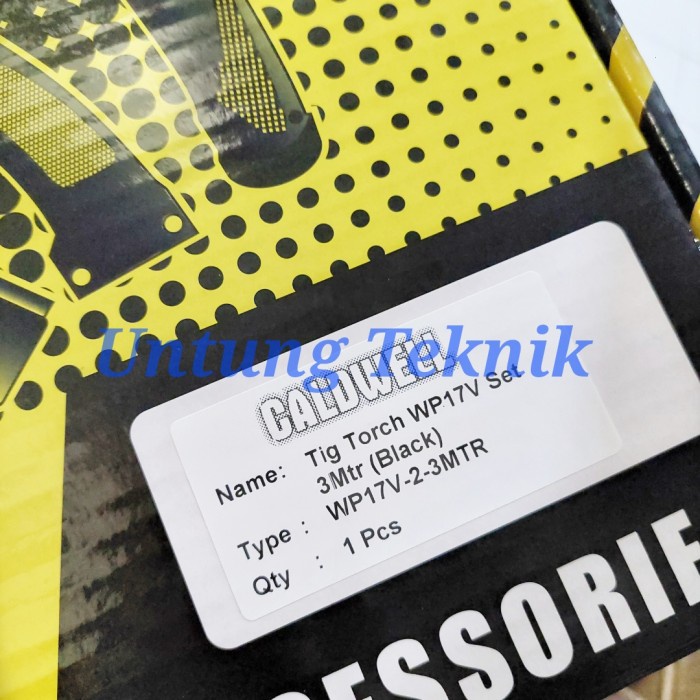 Untung Teknik
CALDWELL
Name: Tig Torch WP17V Set
3Mtr (Black)
Type : WP17V-2-3MTR
Qty : 1 Pcs
ESSORIE